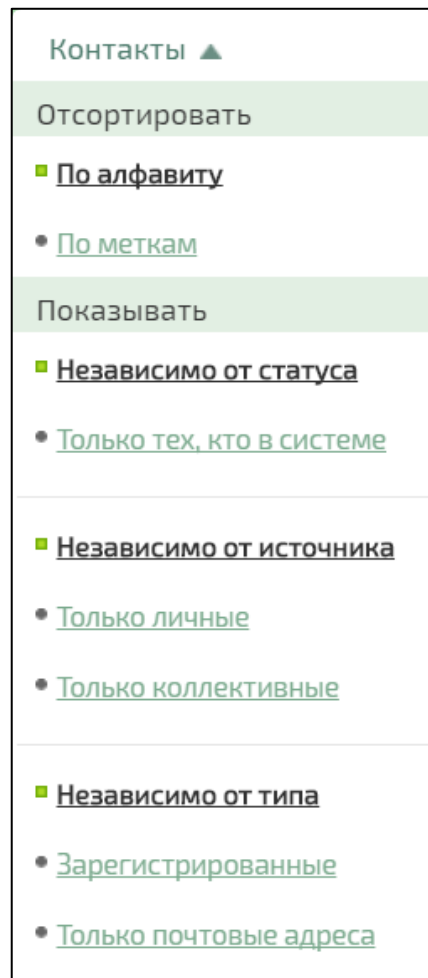 Контакты
Отсортировать
По алфавиту
По меткам
Показывать
Независимо от статуса
Только тех, кто в системе
Независимо от источника
Только личные
Только коллективные
Независимо от типа
Зарегистрированные
Только почтовые адреса